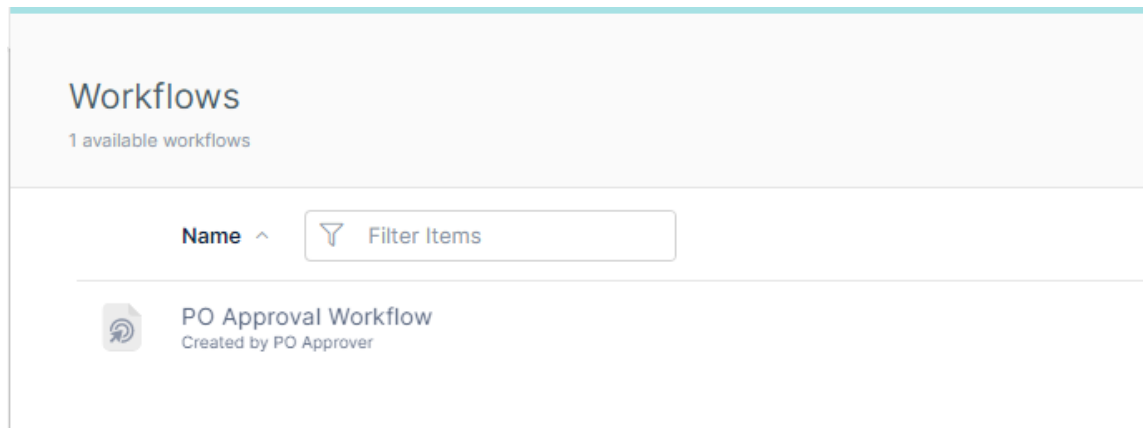 Workflows
1 available workflows
Name
Filter Items
PO Approval Workflow
Created by PO Approver